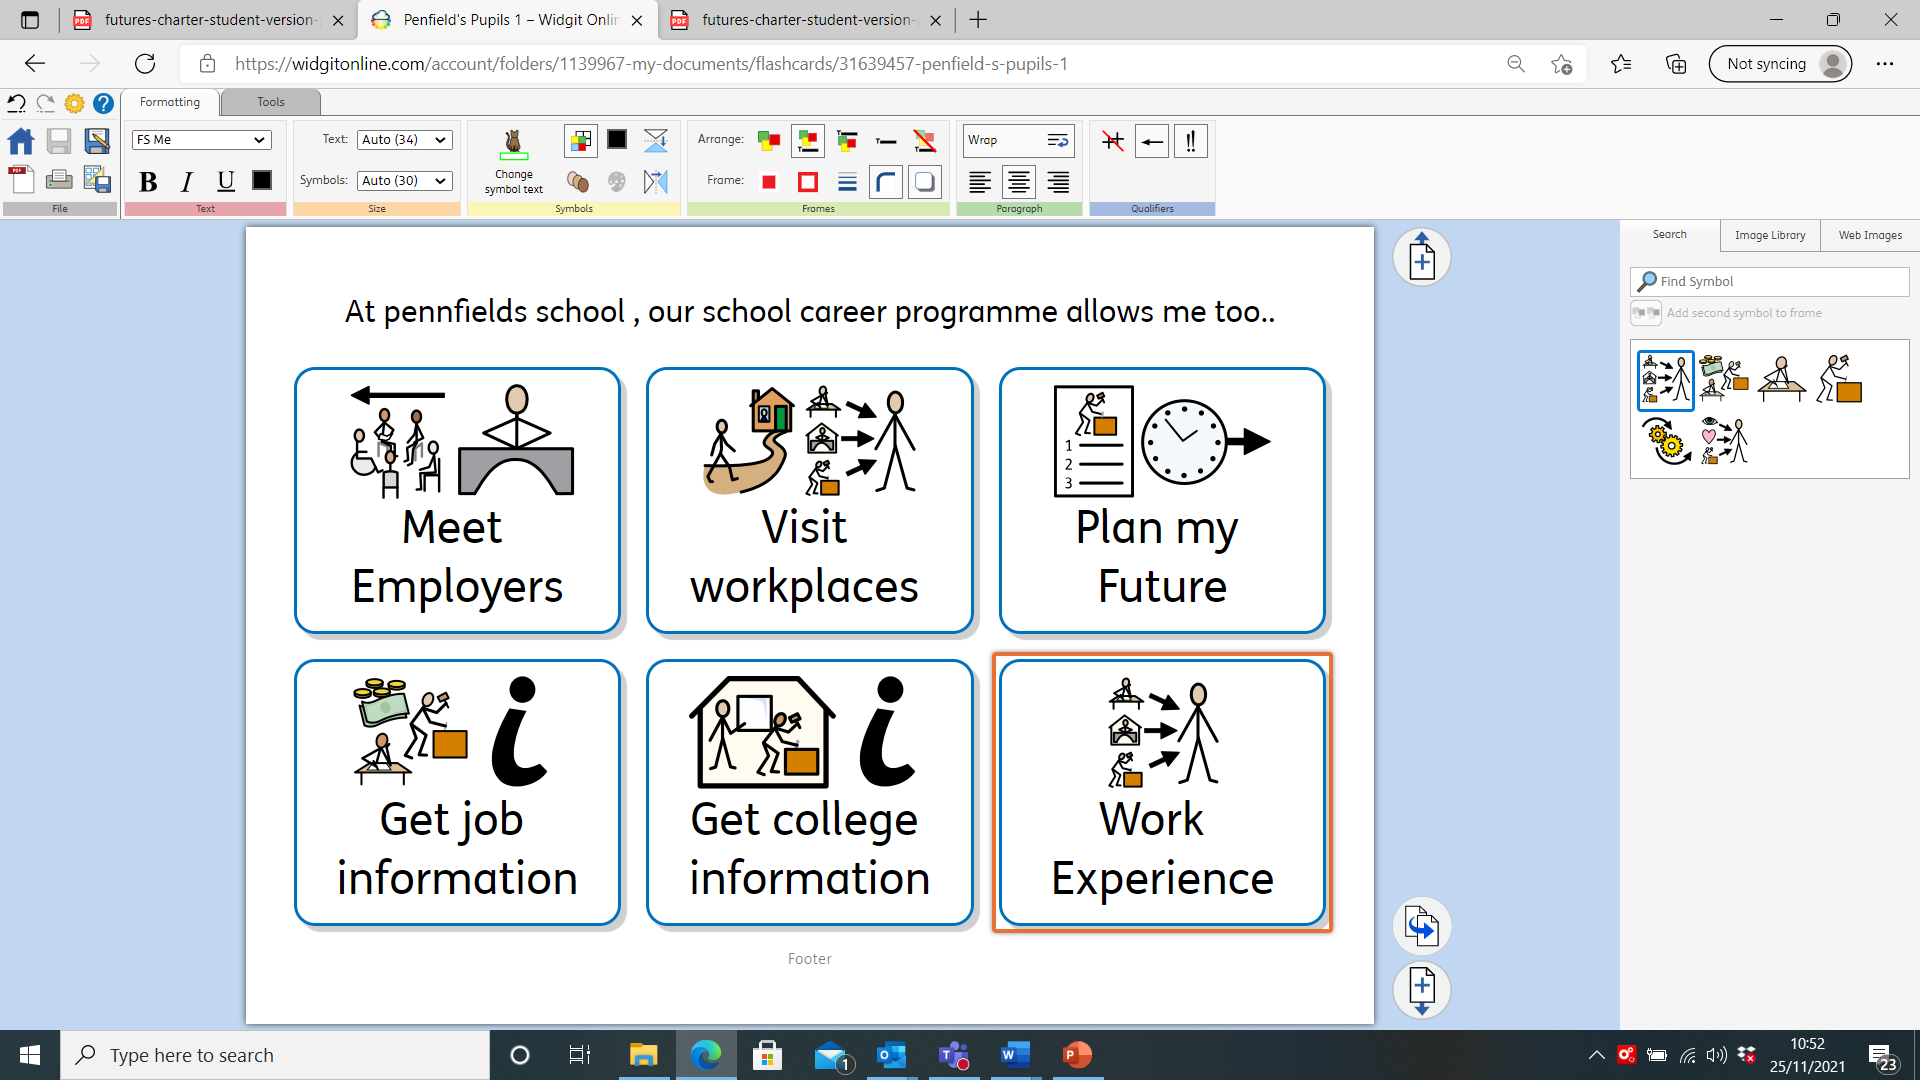 futures-charter-student-version-
Penfield's Pupils 1 – Widgit Onlin
futures-charter-student-version-
https://widgitonline.com/account/folders/1139967-my-documents/flashcards/31639457-penfield-s-pupils-1
Not syncing
Formatting
Tools
FS Me
Text:
Auto (34)
Symbols:
Auto (30)
B I U
Change
symbol text
Arrange:
Frame:
Wrap
File
Text
Size
Symbols
Frames
Paragraph
Qualifiers
Search
Image Library
Web Images
Find Symbol
Add second symbol to frame
At pennfields school , our school career programme allows me too..
Meet
Employers
Visit
workplaces
1
2
3
Plan my
Future
Get job
information
Get college
information
Work
Experience
Footer
Type here to search
1
10:52
25/11/2021
23